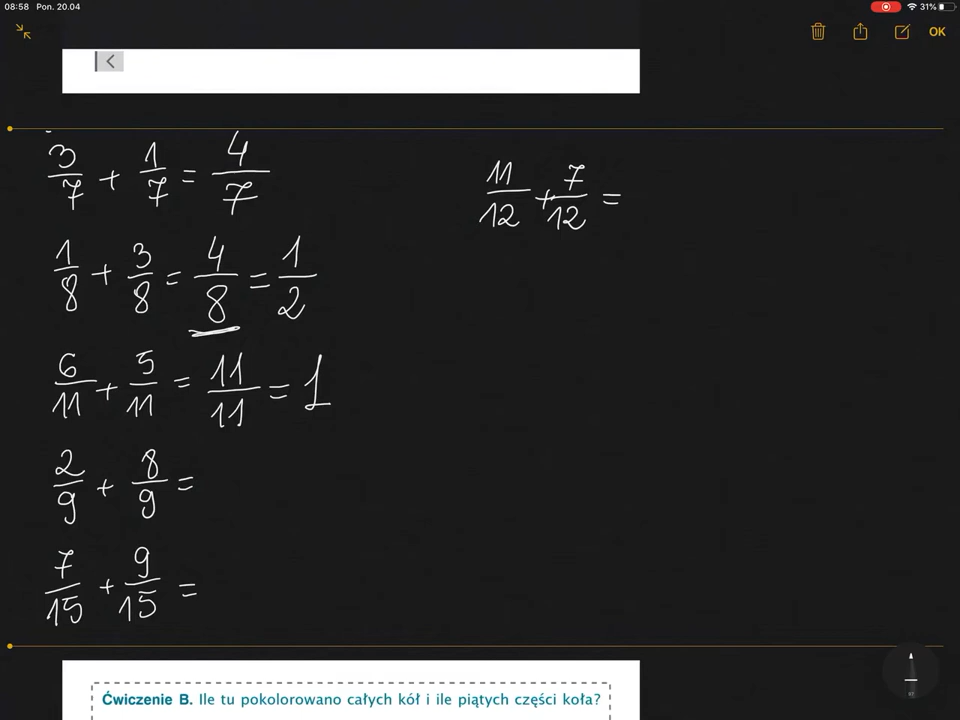 08:58 Pon. 20.04 31%
OK
3/7 + 1/7 = 4/7
1/8 + 3/8 = 4/8 = 1/2
6/11 + 5/11 = 11/11 = 1
2/9 + 8/9 =
7/15 + 9/15 =
11/12 + 7/12 =
Ćwiczenie B. Ile tu pokolorowano całych kół i ile piątych części koła?